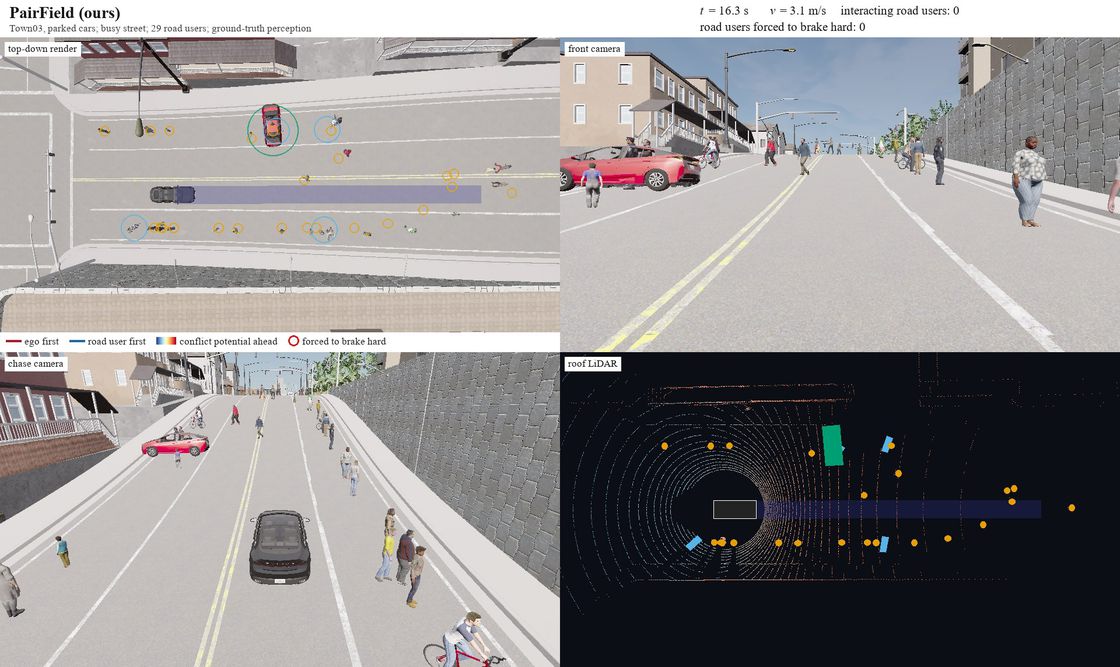 PairField (ours)
Town03, parked cars; busy street; 29 road users; ground-truth perception
t = 16.3 s v = 3.1 m/s interacting road users: 0
road users forced to brake hard: 0
top-down render
front camera
ego first road user first conflict potential ahead forced to brake hard
chase camera
roof LiDAR